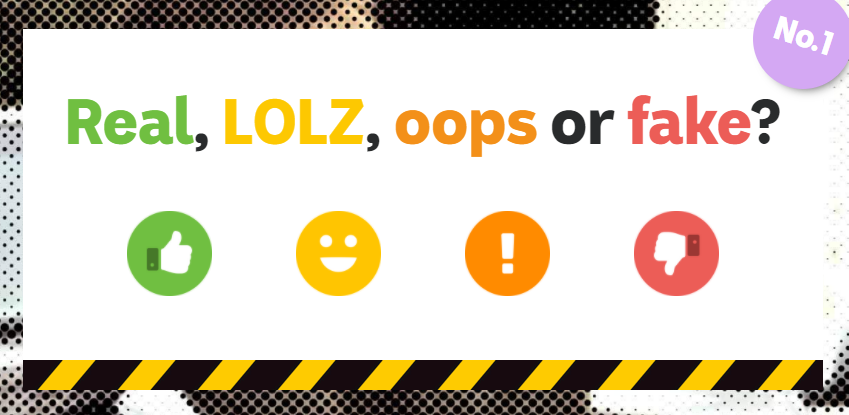 No.1
Real, LOLZ, oops or fake?